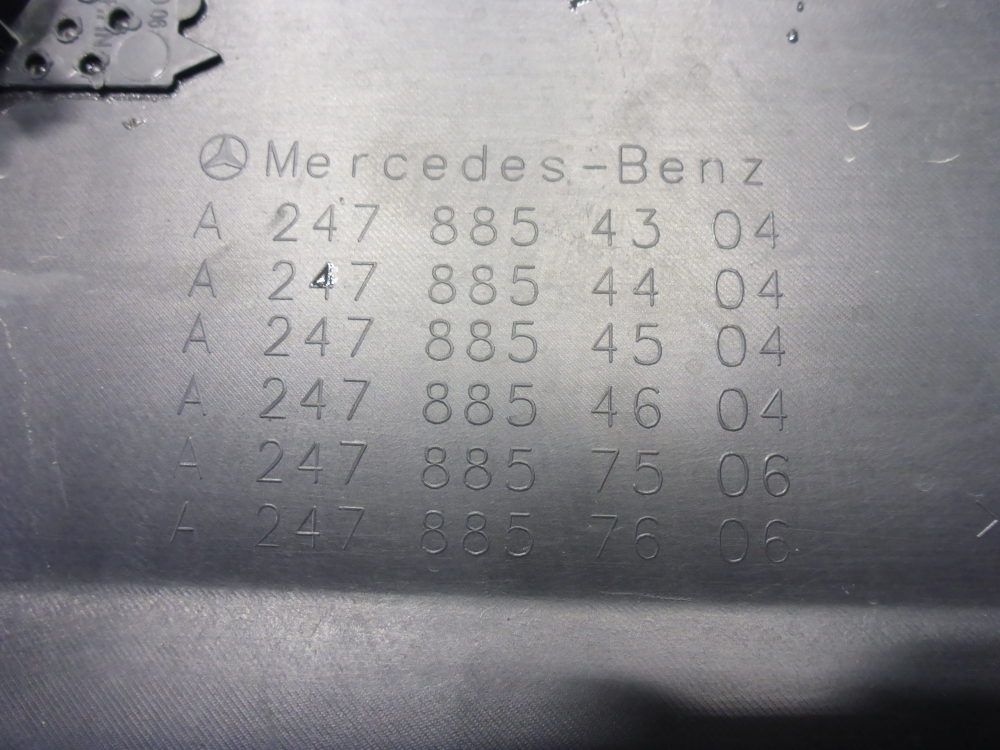 Mercedes-Benz
A 247 885 43 04
A 247 885 44 04
A 247 885 45 04
A 247 885 46 04
A 247 885 75 06
A 247 885 76 06